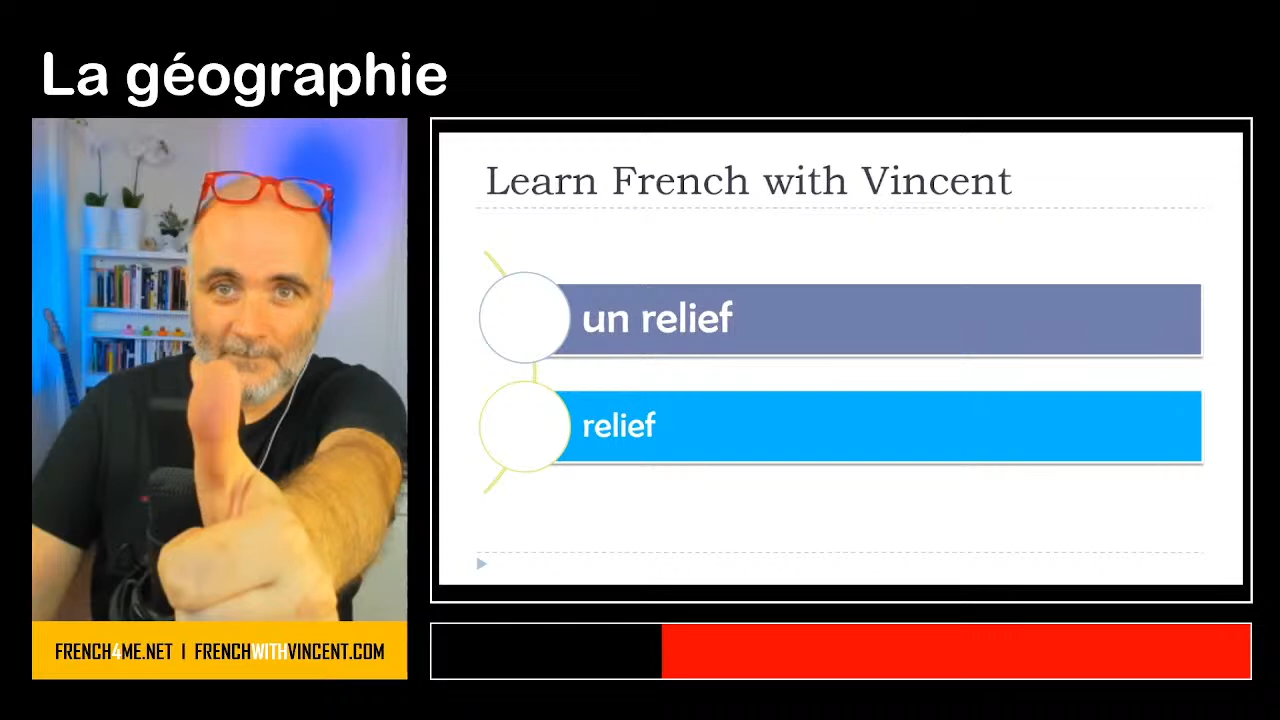 La géographie
Learn French with Vincent
un relief
relief
FRENCH4ME.NET | FRENCHWITHVINCENT.COM